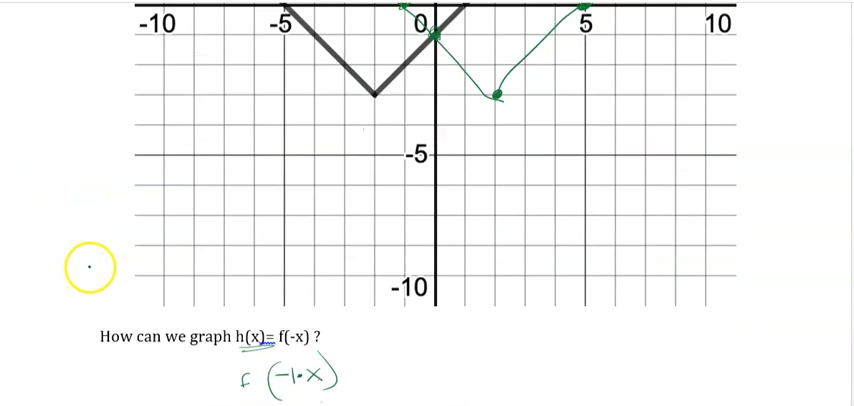 -10 -5 0 5 10
-5
-10
How can we graph h(x)= f(-x) ?
f (-1•x)